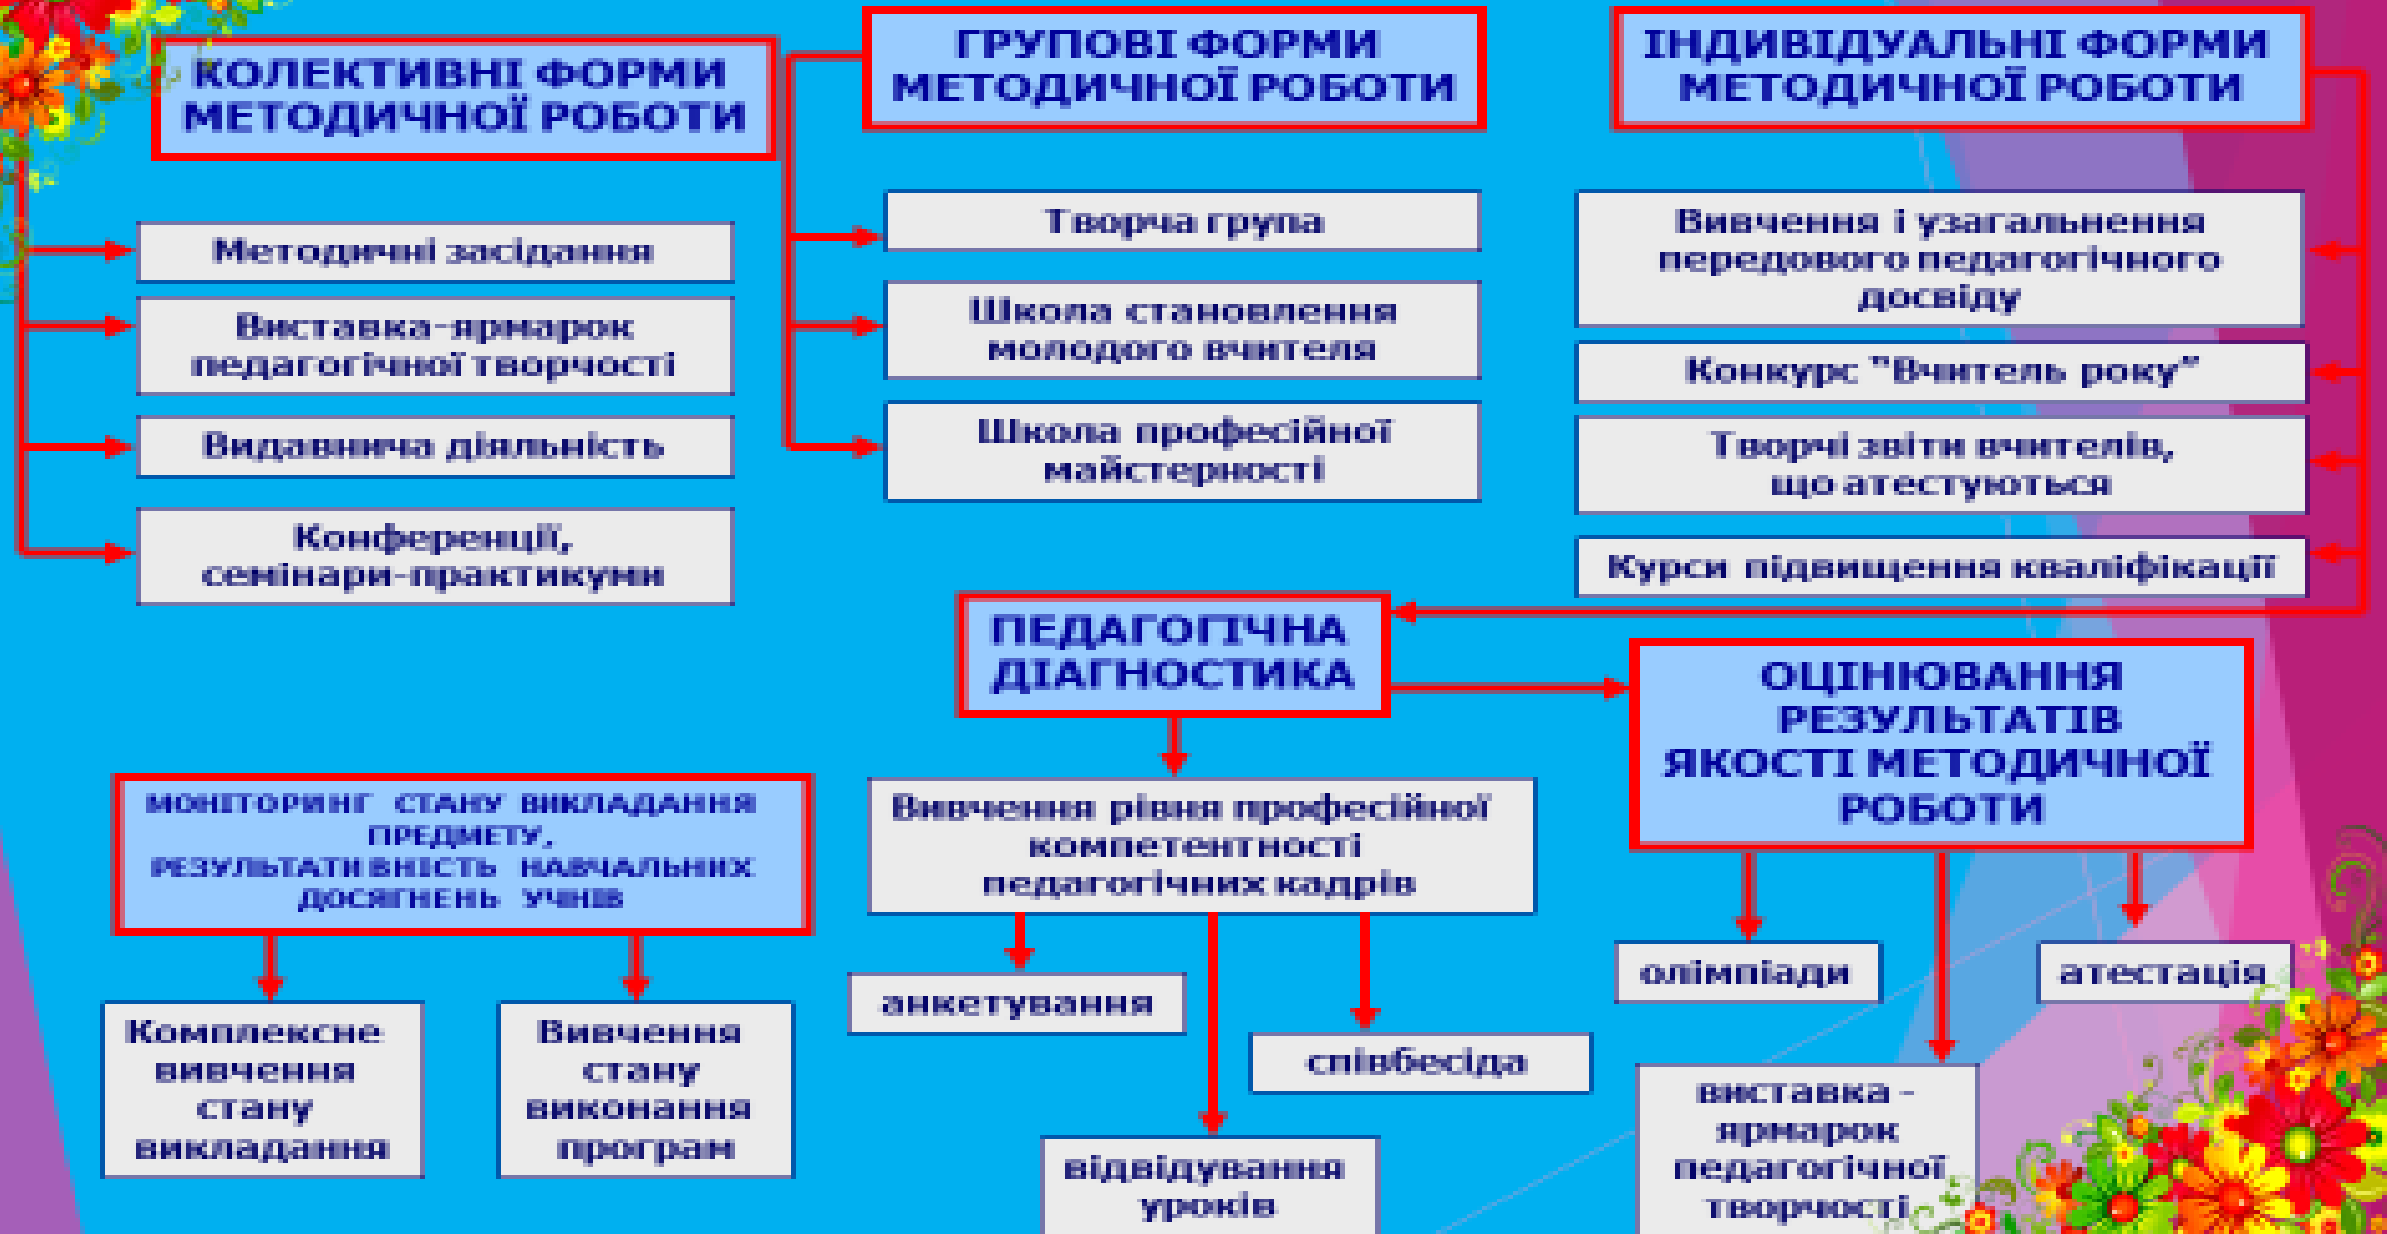 КОЛЕКТИВНІ ФОРМИ
МЕТОДИЧНОЇ РОБОТИ
Методичні засідання
Виставка-ярмарок
педагогічної творчості
Видавнича діяльність
Конференції,
семінари-практикуми
ГРУПОВІ ФОРМИ
МЕТОДИЧНОЇ РОБОТИ
Творча група
Школа становлення
молодого вчителя
Школа професійної
майстерності
ІНДИВІДУАЛЬНІ ФОРМИ
МЕТОДИЧНОЇ РОБОТИ
Вивчення і узагальнення
передового педагогічного
досвіду
Конкурс "Вчитель року"
Творчі звіти вчителів,
що атестуються
Курси підвищення кваліфікації
ПЕДАГОГІЧНА
ДІАГНОСТИКА
Вивчення рівня професійної
компетентності
педагогічних кадрів
анкетування
співбесіда
відвідування
уроків
ОЦІНЮВАННЯ
РЕЗУЛЬТАТІВ
ЯКОСТІ МЕТОДИЧНОЇ
РОБОТИ
олімпіади
атестація
виставка -
ярмарок
педагогічної
творчості
МОНІТОРИНГ СТАНУ ВИКЛАДАННЯ
ПРЕДМЕТУ,
РЕЗУЛЬТАТИВНІСТЬ НАВЧАЛЬНИХ
ДОСЯГНЕНЬ УЧНІВ
Комплексне
вивчення
стану
викладання
Вивчення
стану
виконання
програм